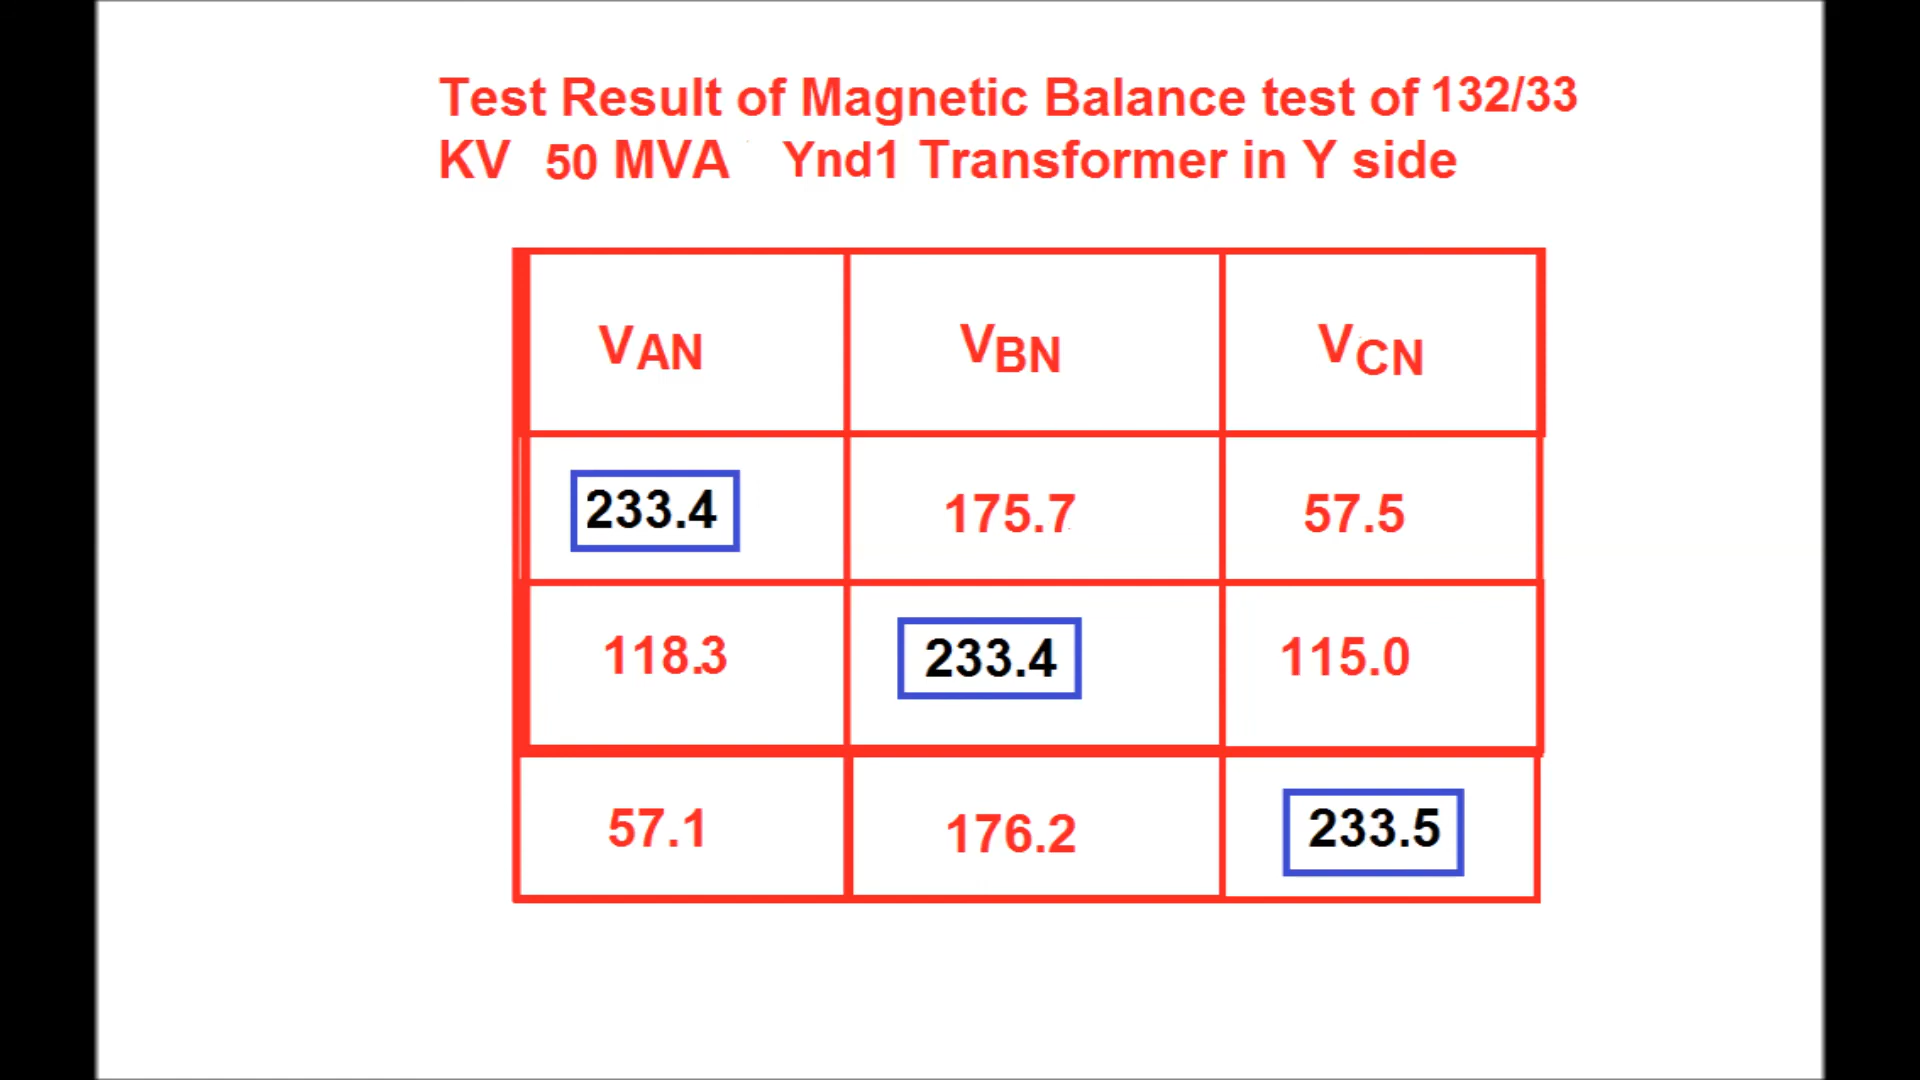 Test Result of Magnetic Balance test of 132/33
KV 50 MVA Ynd1 Transformer in Y side
VAN VBN VCN
233.4 175.7 57.5
118.3 233.4 115.0
57.1 176.2 233.5